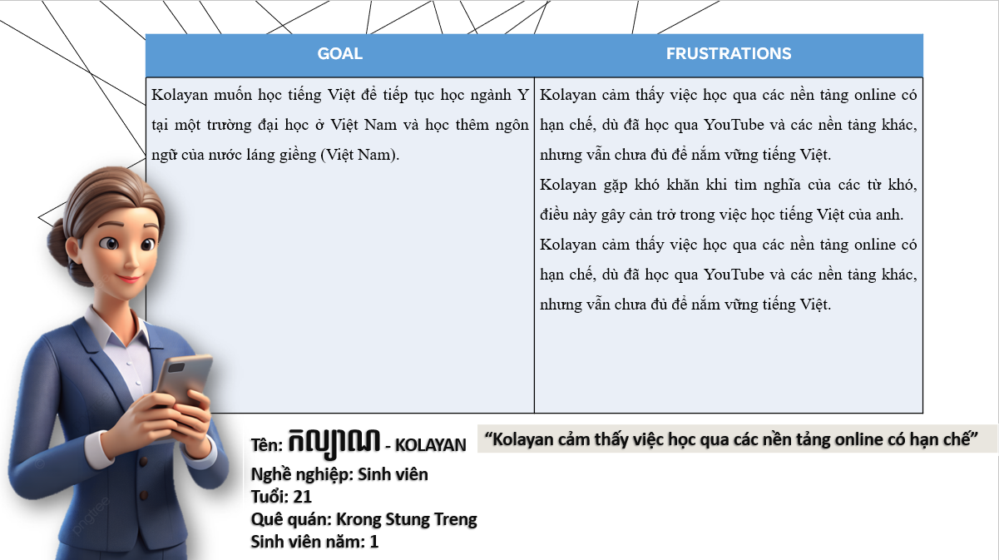 GOAL
FRUSTRATIONS
Kolayan muốn học tiếng Việt để tiếp tục học ngành Y
tại một trường đại học ở Việt Nam và học thêm ngôn
ngữ của nước láng giềng (Việt Nam).
Kolayan cảm thấy việc học qua các nền tảng online có
hạn chế, dù đã học qua YouTube và các nền tảng khác,
nhưng vẫn chưa đủ để nắm vững tiếng Việt.
Kolayan gặp khó khăn khi tìm nghĩa của các từ khó,
điều này gây cản trở trong việc học tiếng Việt của anh.
Kolayan cảm thấy việc học qua các nền tảng online có
hạn chế, dù đã học qua YouTube và các nền tảng khác,
nhưng vẫn chưa đủ để nắm vững tiếng Việt.
Tên: កល្យាណ - KOLAYAN
“Kolayan cảm thấy việc học qua các nền tảng online có hạn chế”
Nghề nghiệp: Sinh viên
Tuổi: 21
Quê quán: Krong Stung Treng
Sinh viên năm: 1
pngtree